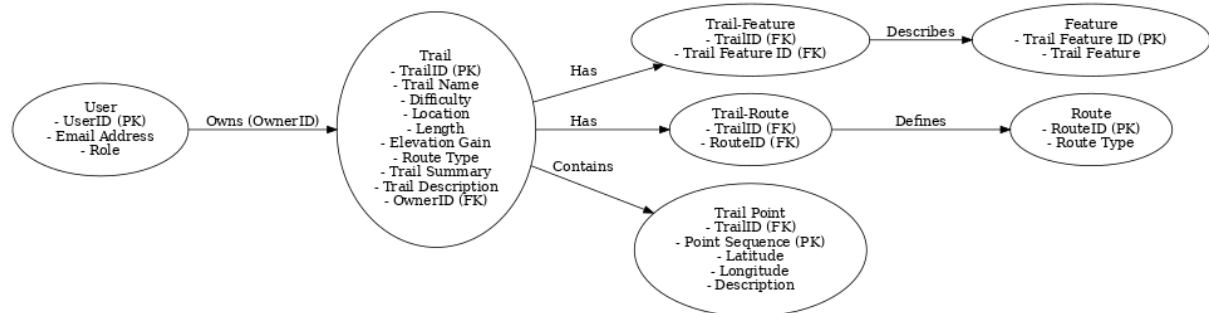 User
- UserID (PK)
- Email Address
- Role
Owns (OwnerID)
Trail
- TrailID (PK)
- Trail Name
- Difficulty
- Location
- Length
- Elevation Gain
- Route Type
- Trail Summary
- Trail Description
- OwnerID (FK)
Has
Trail-Feature
- TrailID (FK)
- Trail Feature ID (FK)
Describes
Feature
- Trail Feature ID (PK)
- Trail Feature
Has
Trail-Route
- TrailID (FK)
- RouteID (FK)
Defines
Route
- RouteID (PK)
- Route Type
Contains
Trail Point
- TrailID (FK)
- Point Sequence (PK)
- Latitude
- Longitude
- Description